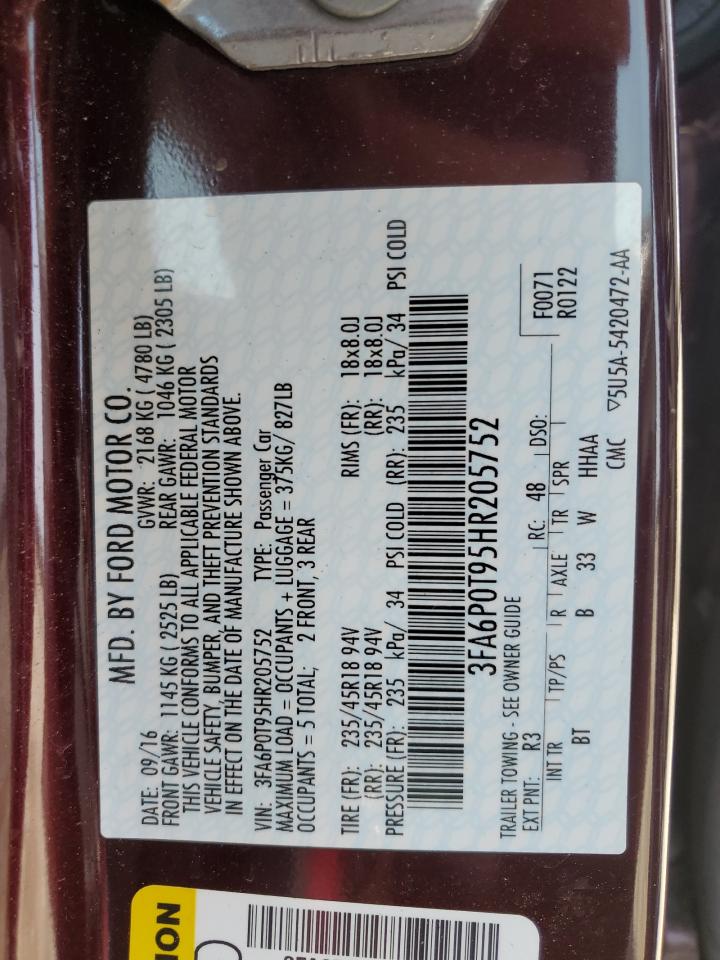 MFD. BY FORD MOTOR CO.
DATE: 09/16 GVWR: 2168 KG ( 4780 LB)
FRONT GAWR: 1145 KG ( 2525 LB) REAR GAWR: 1046 KG ( 2305 LB)
THIS VEHICLE CONFORMS TO ALL APPLICABLE FEDERAL MOTOR
VEHICLE SAFETY, BUMPER, AND THEFT PREVENTION STANDARDS
IN EFFECT ON THE DATE OF MANUFACTURE SHOWN ABOVE.
VIN: 3FA6P0T95HR205752 TYPE: Passenger Car
MAXIMUM LOAD = OCCUPANTS + LUGGAGE = 375KG/ 827LB
OCCUPANTS = 5 TOTAL; 2 FRONT, 3 REAR
TIRE (FR): 235/45R18 94V RIMS (FR): 18x8.0J
(RR): 235/45R18 94V (RR): 18x8.0J
PRESSURE (FR): 235 kPa/ 34 PSI COLD (RR): 235 kPa/ 34 PSI COLD
3FA6P0T95HR205752
TRAILER TOWING - SEE OWNER GUIDE F0071
EXT PNT: R3 RC: 48 DSO: R0122
INT TR TP/PS R AXLE TR SPR
BT B 33 W HHAA
CMC ▽5U5A-5420472-AA
ION